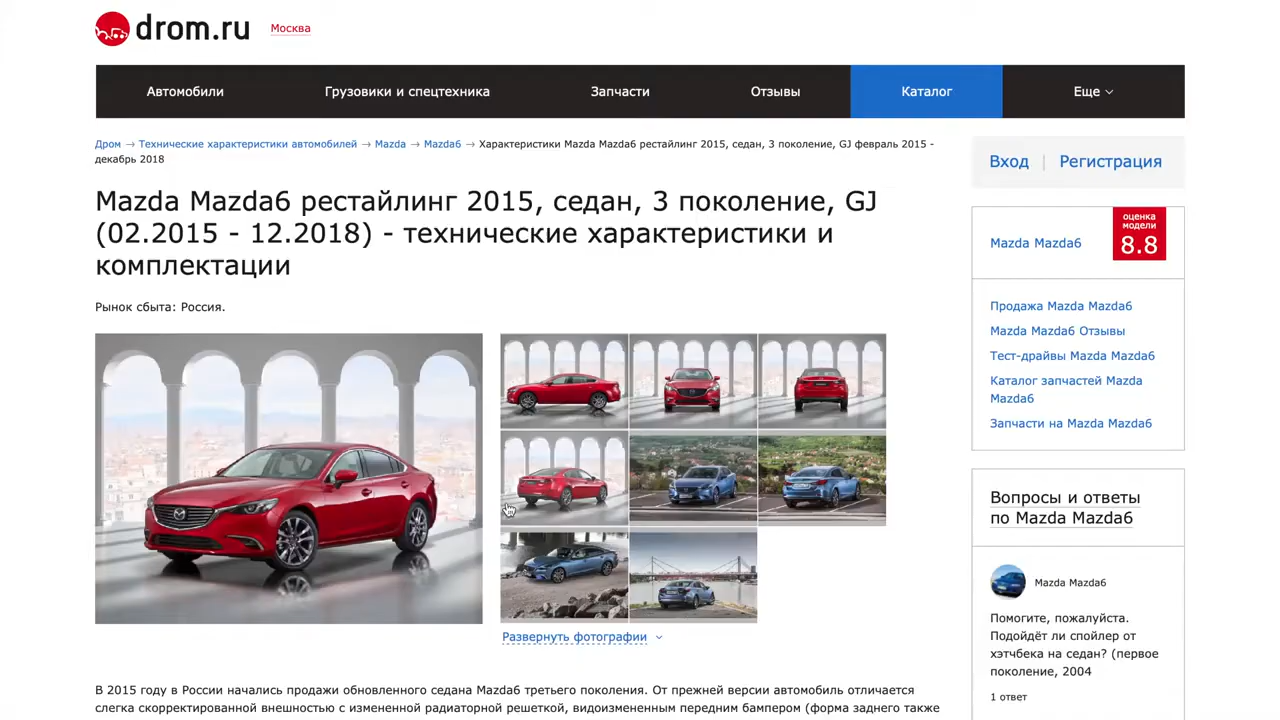 drom.ru
Москва
Автомобили
Грузовики и спецтехника
Запчасти
Отзывы
Каталог
Еще
Дром → Технические характеристики автомобилей → Mazda → Mazda6 → Характеристики Mazda Mazda6 рестайлинг 2015, седан, 3 поколение, GJ февраль 2015 -
декабрь 2018
Вход | Регистрация
Mazda Mazda6 рестайлинг 2015, седан, 3 поколение, GJ
(02.2015 - 12.2018) - технические характеристики и
комплектации
Рынок сбыта: Россия.
Развернуть фотографии
В 2015 году в России начались продажи обновленного седана Mazda6 третьего поколения. От прежней версии автомобиль отличается
слегка скорректированной внешностью с измененной радиаторной решеткой, видоизмененным передним бампером (форма заднего также
Mazda Mazda6
оценка
модели
8.8
Продажа Mazda Mazda6
Mazda Mazda6 Отзывы
Тест-драйвы Mazda Mazda6
Каталог запчастей Mazda
Mazda6
Запчасти на Mazda Mazda6
Вопросы и ответы
по Mazda Mazda6
Mazda Mazda6
Помогите, пожалуйста.
Подойдёт ли спойлер от
хэтчбека на седан? (первое
поколение, 2004
1 ответ